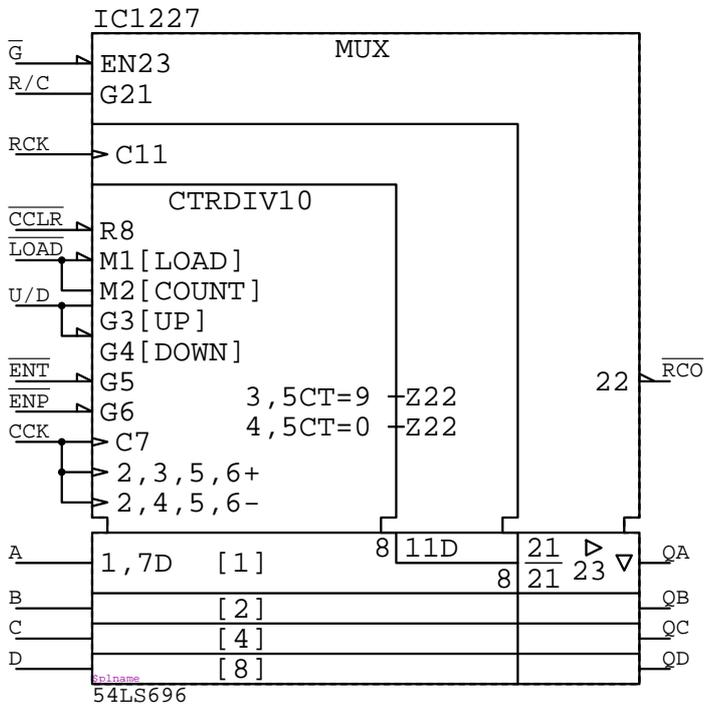 IC1227
MUX
G
EN23
R/C
G21
RCK
C11
CTRDIV10
CCLR
R8
LOAD
M1[LOAD]
M2[COUNT]
U/D
G3[UP]
G4[DOWN]
ENT
G5
22
RCO
3,5CT=9
Z22
ENP
G6
4,5CT=0
Z22
CCK
C7
2,3,5,6+
2,4,5,6-
A
1,7D
[1]
8
11D
8
21
21
23
QA
B
[2]
QB
C
[4]
QC
D
[8]
QD
$plname
54LS696